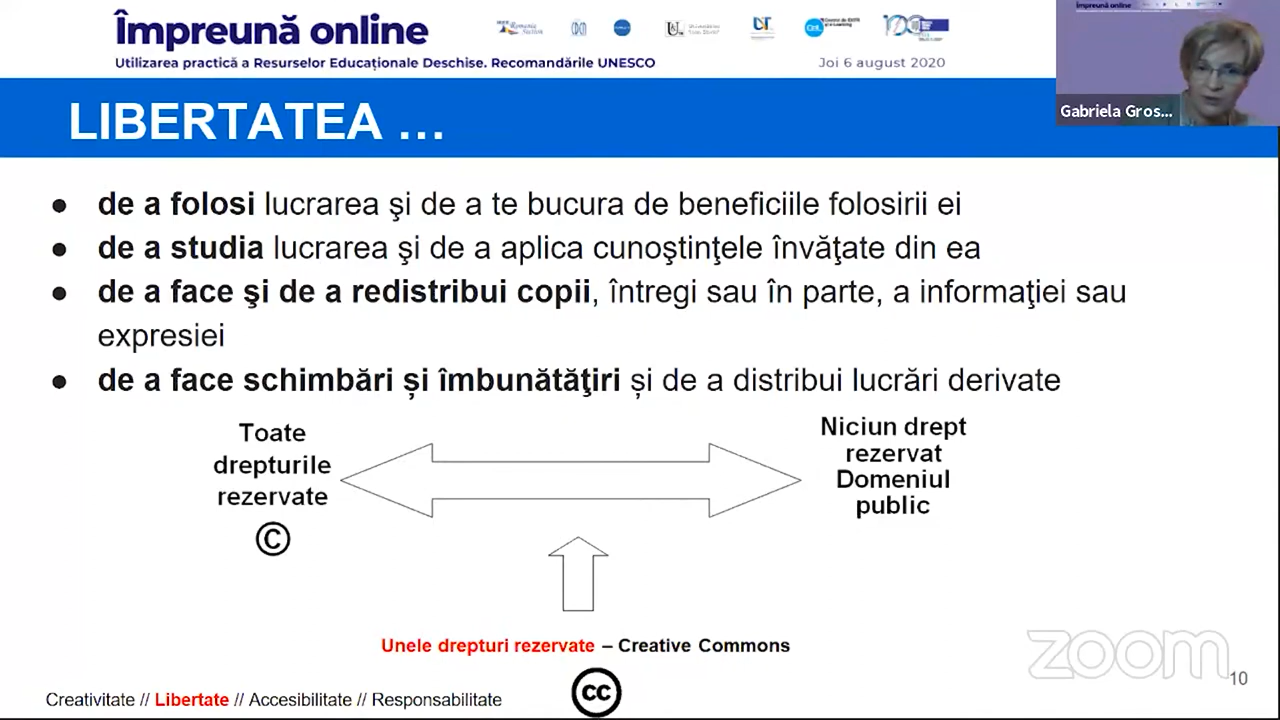 Împreună online
Utilizarea practică a Resurselor Educaționale Deschise. Recomandările UNESCO
Joi 6 august 2020
Gabriela Gros...
LIBERTATEA ...
● de a folosi lucrarea şi de a te bucura de beneficiile folosirii ei
● de a studia lucrarea şi de a aplica cunoştinţele învăţate din ea
● de a face şi de a redistribui copii, întregi sau în parte, a informaţiei sau
expresiei
● de a face schimbări și îmbunătăţiri și de a distribui lucrări derivate
Toate
drepturile
rezervate
©
Niciun drept
rezervat
Domeniul
public
Unele drepturi rezervate – Creative Commons
cc
zoom
10
Creativitate // Libertate // Accesibilitate // Responsabilitate